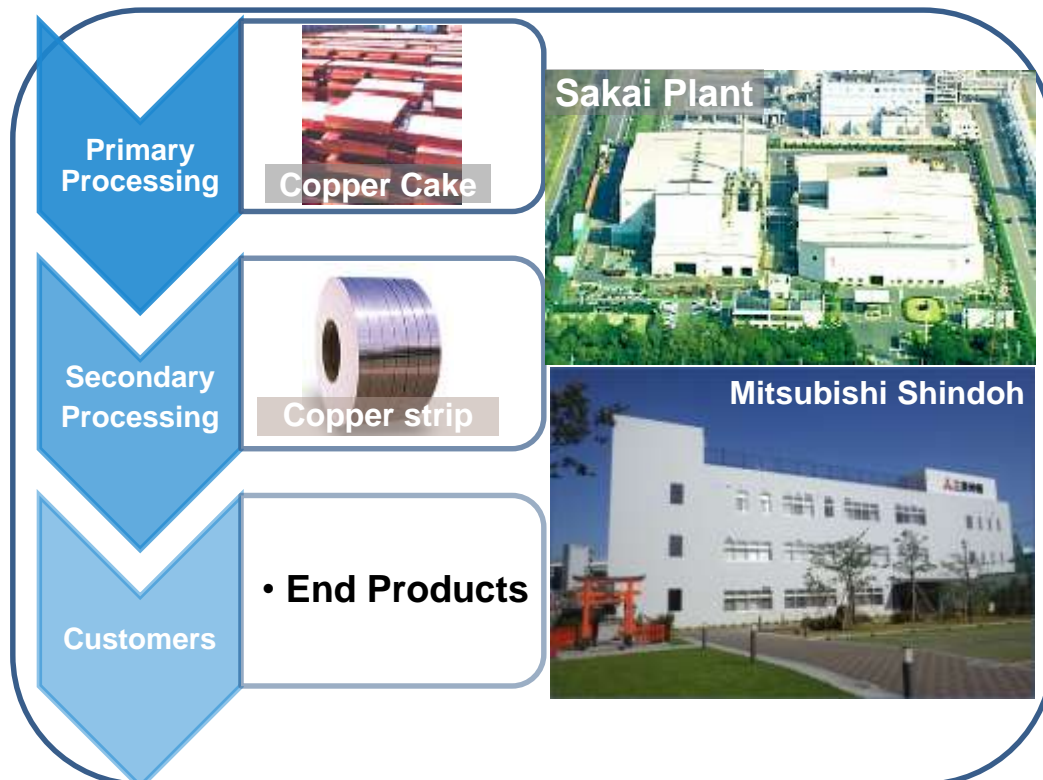 Primary
Processing
Copper Cake
Sakai Plant
Secondary
Processing
Copper strip
Mitsubishi Shindoh
Customers
• End Products